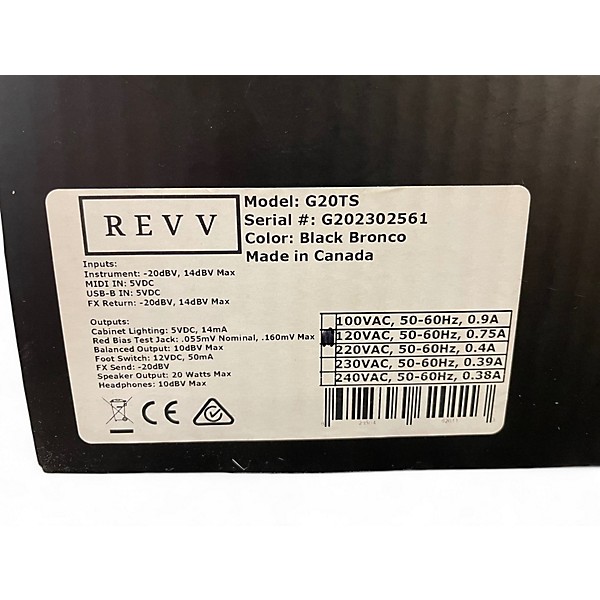 REVV
Model: G20TS
Serial #: G202302561
Color: Black Bronco
Made in Canada
Inputs:
Instrument: -20dBV, 14dBV Max
MIDI IN: 5VDC
USB-B IN: 5VDC
FX Return: -20dBV, 14dBV Max
Outputs:
Cabinet Lighting: 5VDC, 14mA
Red Bias Test Jack: .055mV Nominal, .160mV Max
Balanced Output: 10dBV Max
Foot Switch: 12VDC, 50mA
FX Send: -20dBV
Speaker Output: 20 Watts Max
Headphones: 10dBV Max
100VAC, 50-60Hz, 0.9A
120VAC, 50-60Hz, 0.75A
220VAC, 50-60Hz, 0.4A
230VAC, 50-60Hz, 0.39A
240VAC, 50-60Hz, 0.38A
CE